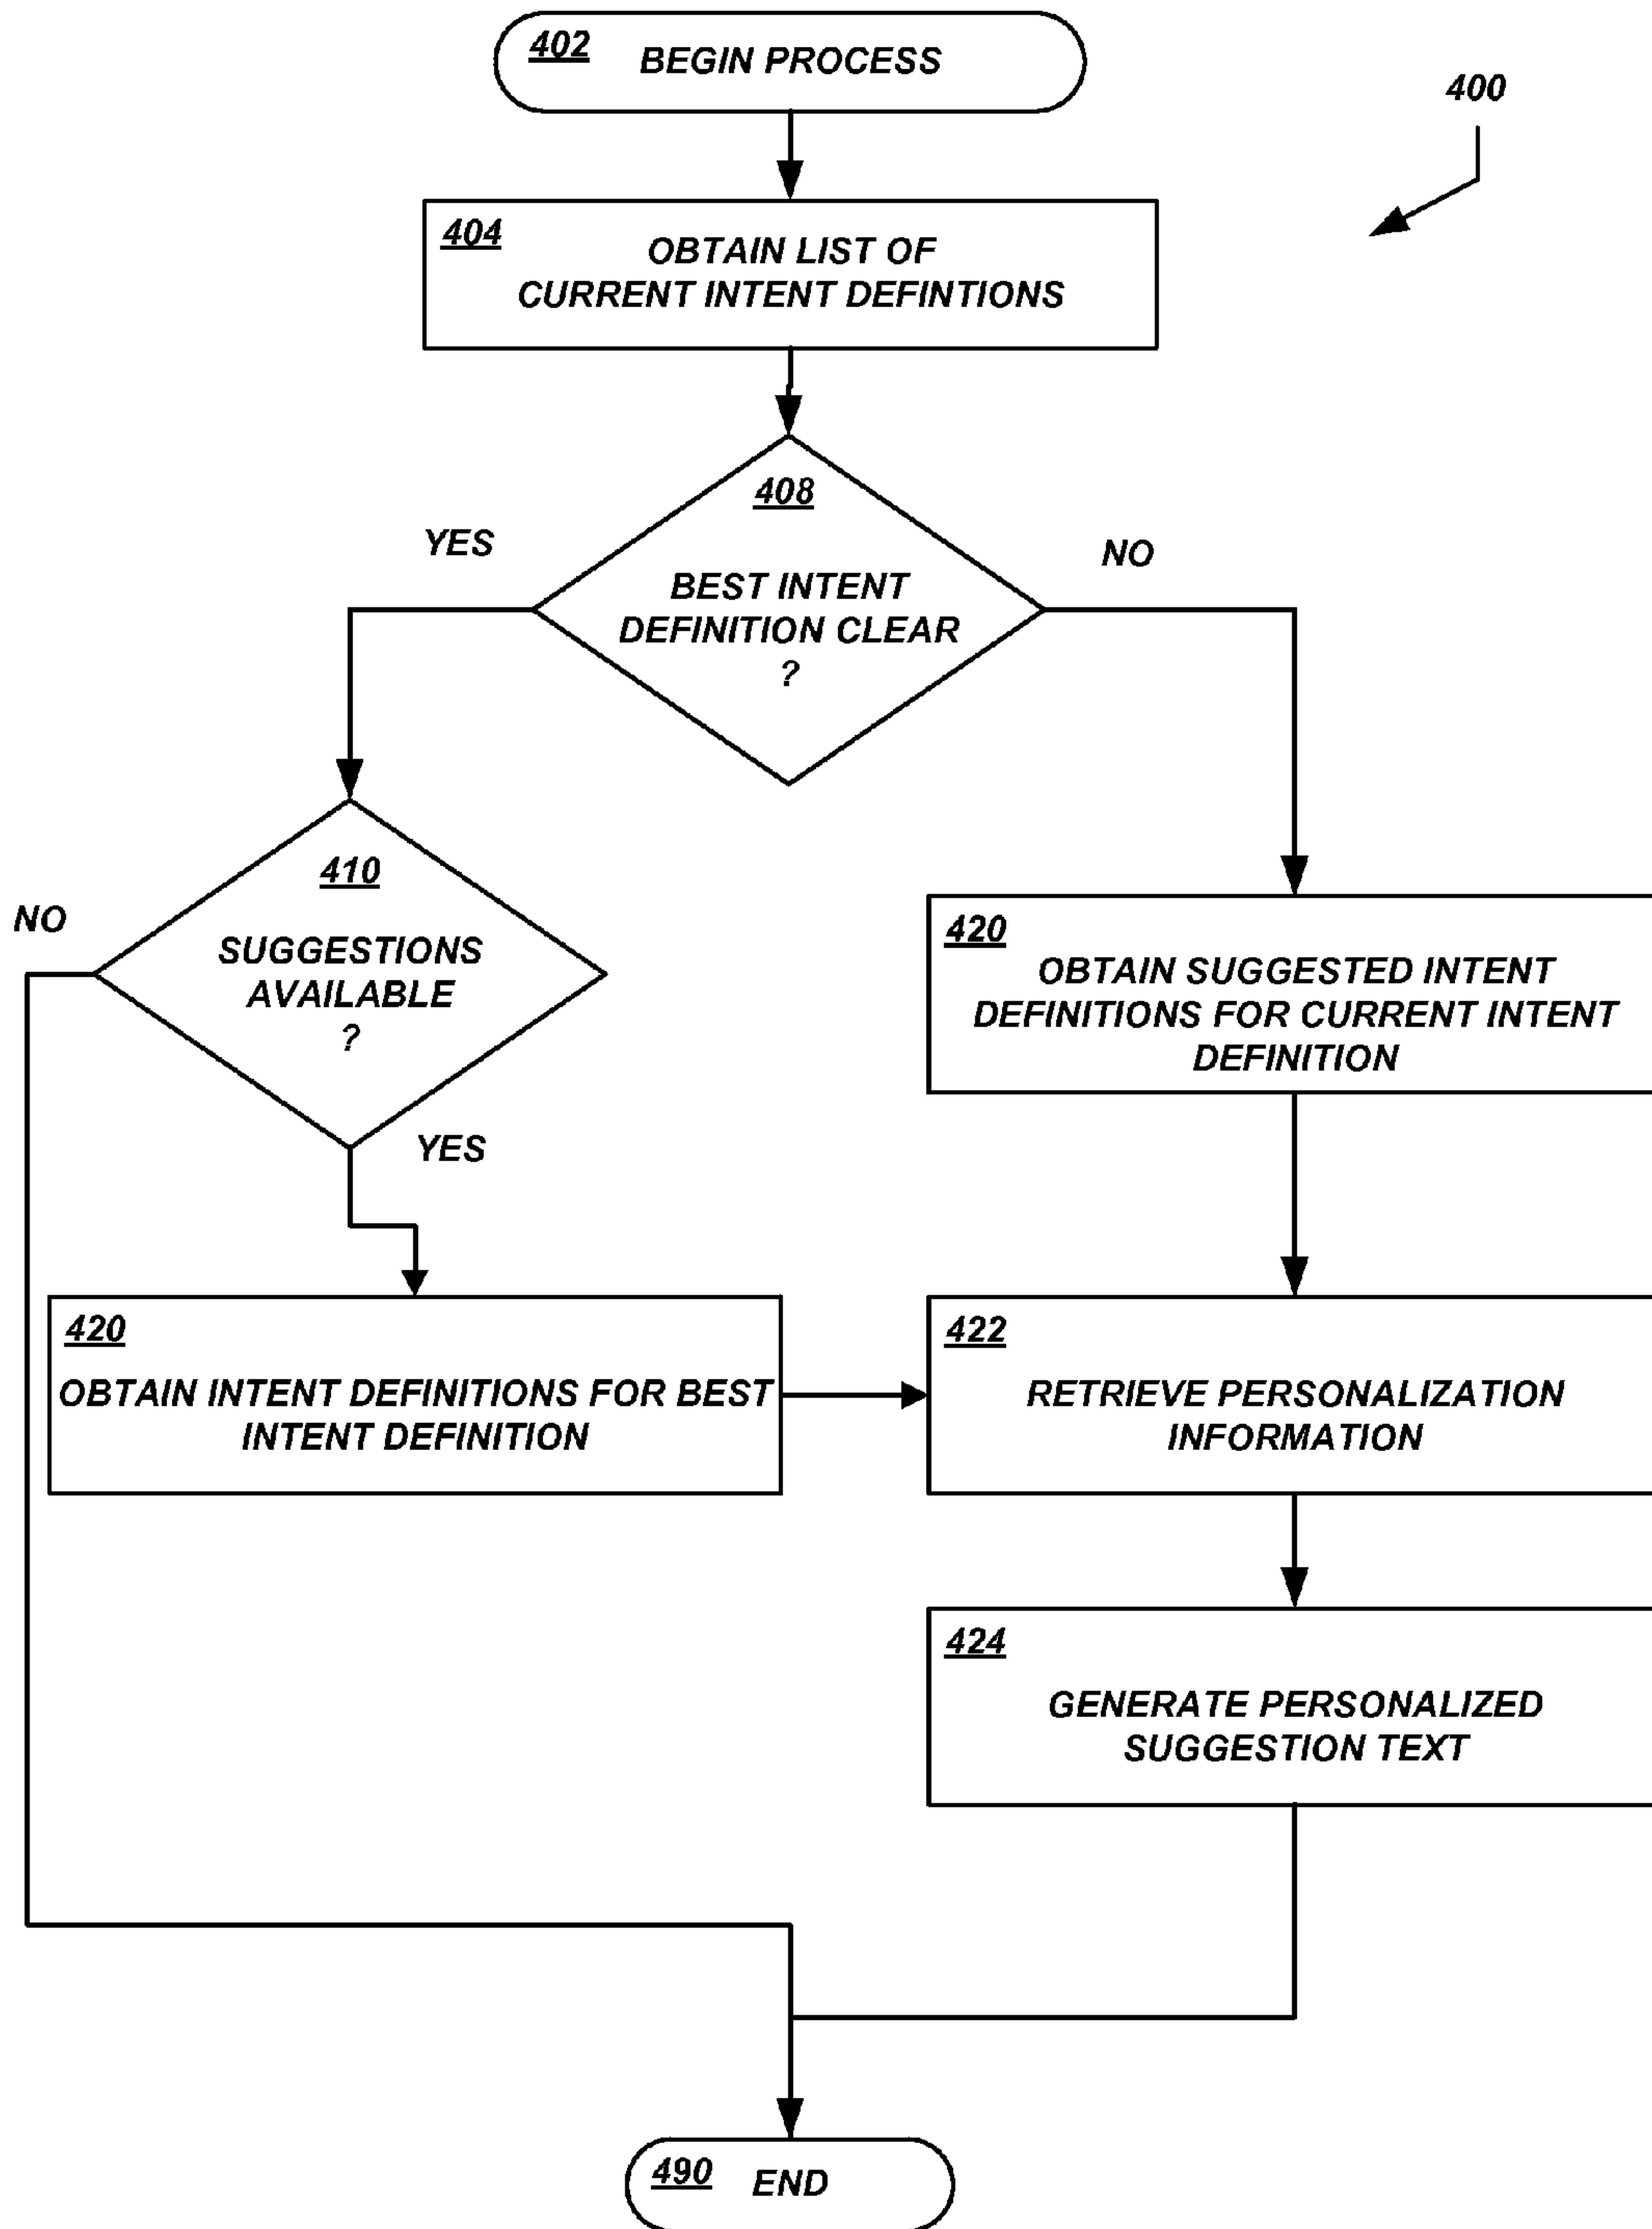 402 BEGIN PROCESS
400
404
OBTAIN LIST OF
CURRENT INTENT DEFINTIONS
408
YES
NO
BEST INTENT
DEFINITION CLEAR
?
410
NO
SUGGESTIONS
AVAILABLE
?
YES
420
OBTAIN SUGGESTED INTENT
DEFINITIONS FOR CURRENT INTENT
DEFINITION
420
OBTAIN INTENT DEFINITIONS FOR BEST
INTENT DEFINITION
422
RETRIEVE PERSONALIZATION
INFORMATION
424
GENERATE PERSONALIZED
SUGGESTION TEXT
490 END